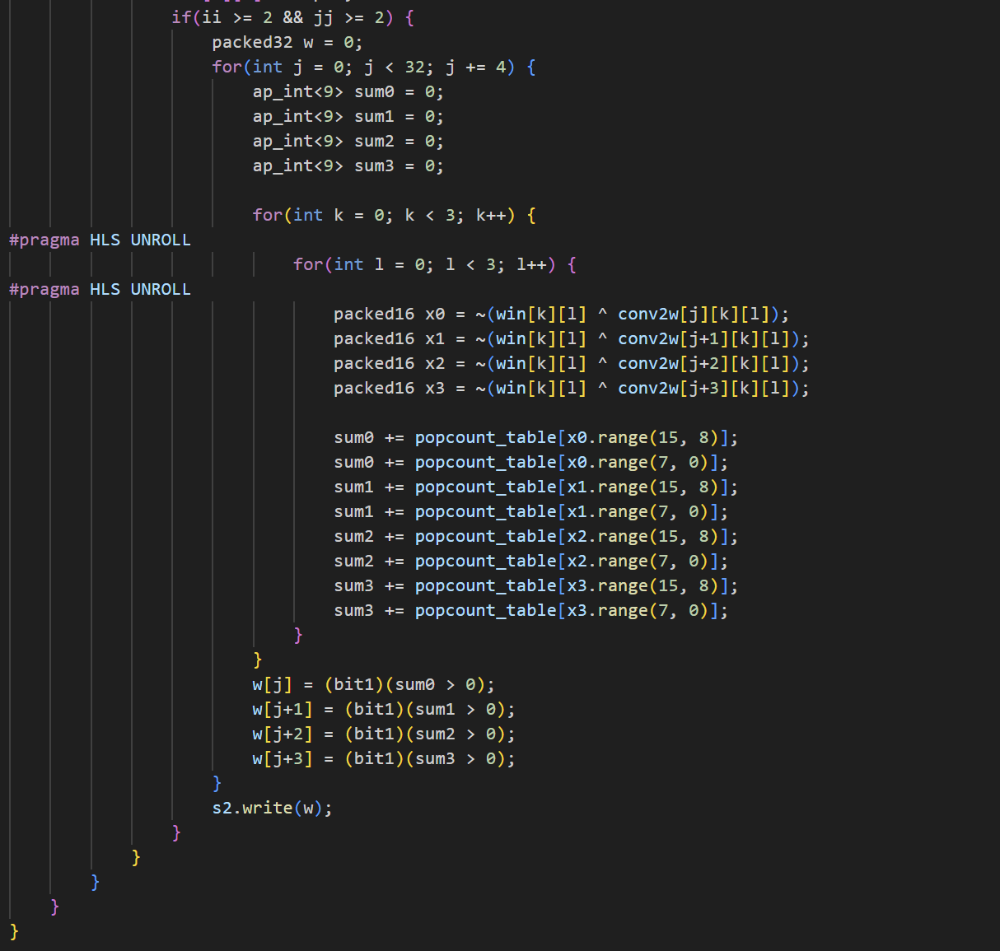 if(ii >= 2 && jj >= 2) {
packed32 w = 0;
for(int j = 0; j < 32; j += 4) {
ap_int<9> sum0 = 0;
ap_int<9> sum1 = 0;
ap_int<9> sum2 = 0;
ap_int<9> sum3 = 0;
for(int k = 0; k < 3; k++) {
#pragma HLS UNROLL
for(int l = 0; l < 3; l++) {
#pragma HLS UNROLL
packed16 x0 = ~(win[k][l] ^ conv2w[j][k][l]);
packed16 x1 = ~(win[k][l] ^ conv2w[j+1][k][l]);
packed16 x2 = ~(win[k][l] ^ conv2w[j+2][k][l]);
packed16 x3 = ~(win[k][l] ^ conv2w[j+3][k][l]);
sum0 += popcount_table[x0.range(15, 8)];
sum0 += popcount_table[x0.range(7, 0)];
sum1 += popcount_table[x1.range(15, 8)];
sum1 += popcount_table[x1.range(7, 0)];
sum2 += popcount_table[x2.range(15, 8)];
sum2 += popcount_table[x2.range(7, 0)];
sum3 += popcount_table[x3.range(15, 8)];
sum3 += popcount_table[x3.range(7, 0)];
}
}
w[j] = (bit1)(sum0 > 0);
w[j+1] = (bit1)(sum1 > 0);
w[j+2] = (bit1)(sum2 > 0);
w[j+3] = (bit1)(sum3 > 0);
}
s2.write(w);
}
}
}
}
}